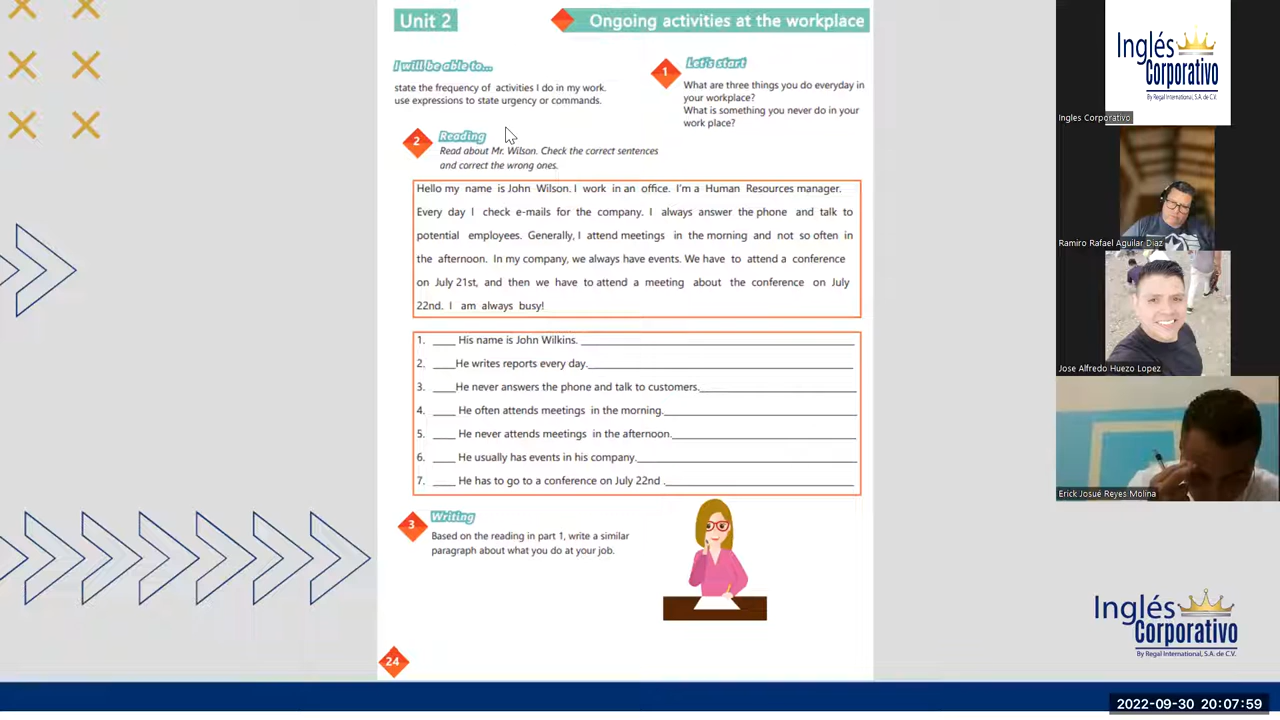 Unit 2
Ongoing activities at the workplace
I will be able to...
state the frequency of activities I do in my work.
use expressions to state urgency or commands.
1
Let's start
What are three things you do everyday in
your workplace?
What is something you never do in your
work place?
2
Reading
Read about Mr. Wilson. Check the correct sentences
and correct the wrong ones.
Hello my name is John Wilson. I work in an office. I'm a Human Resources manager.
Every day I check e-mails for the company. I always answer the phone and talk to
potential employees. Generally, I attend meetings in the morning and not so often in
the afternoon. In my company, we always have events. We have to attend a conference
on July 21st, and then we have to attend a meeting about the conference on July
22nd. I am always busy!
1. ____ His name is John Wilkins. ____
2. ____He writes reports every day.____
3. ____He never answers the phone and talk to customers.____
4. ____ He often attends meetings in the morning.____
5. ____ He never attends meetings in the afternoon.____
6. ____ He usually has events in his company.____
7. ____ He has to go to a conference on July 22nd .____
3
Writing
Based on the reading in part 1, write a similar
paragraph about what you do at your job.
24
Inglés
Corporativo
By Regal International, S.A. de C.V.
Ingles Corporativo
Ramiro Rafael Aguilar Diaz
Jose Alfredo Huezo Lopez
Erick Josué Reyes Molina
Inglés
Corporativo
By Regal International, S.A. de C.V.
2022-09-30 20:07:59